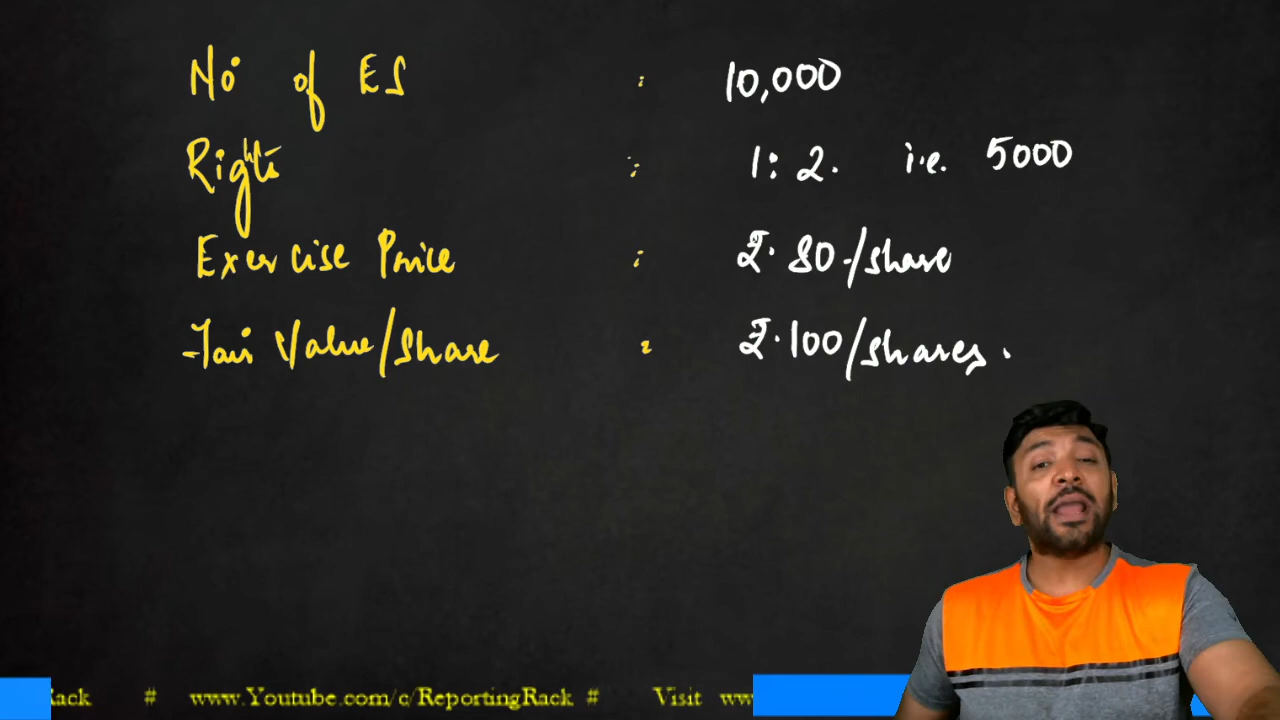 No of ES : 10,000
Rights : 1:2. i.e. 5000
Exercise Price : ₹. 80/share
Fair Value/Share : ₹.100/shares.
Rack # www.Youtube.com/c/ReportingRack # Visit www